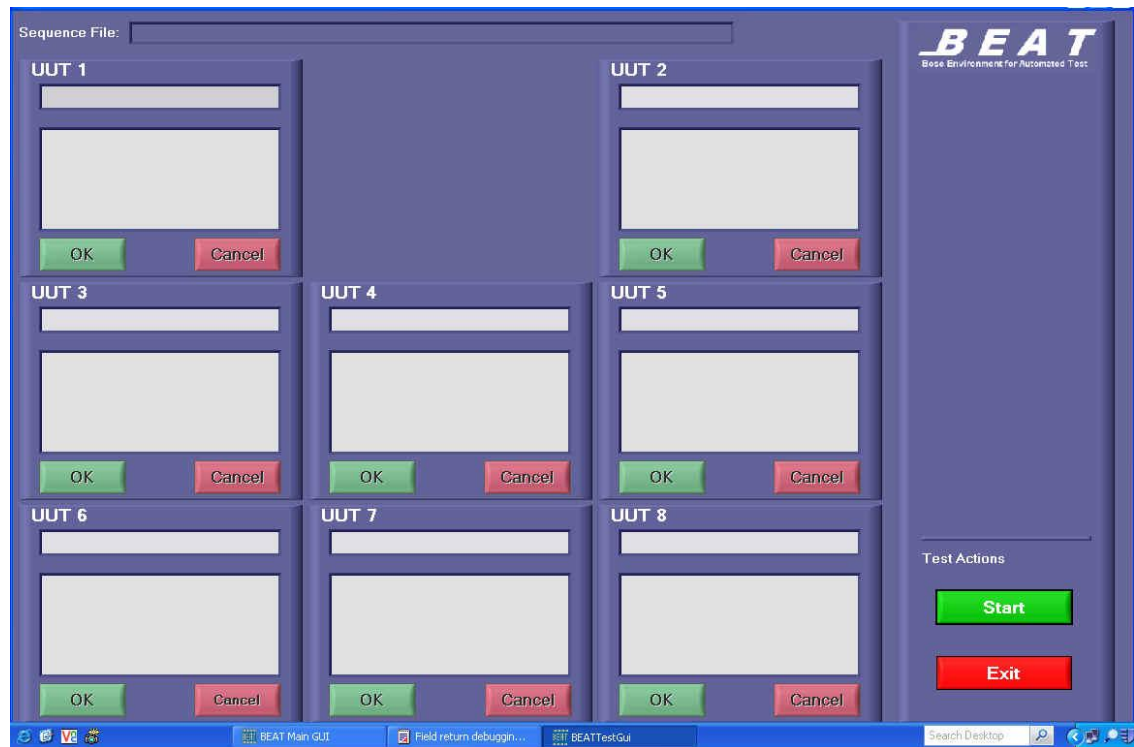 Sequence File:
BEAT
Bose Environment for Automated Test
UUT 1
UUT 2
OK
Cancel
OK
Cancel
UUT 3
UUT 4
UUT 5
OK
Cancel
OK
Cancel
OK
Cancel
UUT 6
UUT 7
UUT 8
Test Actions
Start
Exit
OK
Cancel
OK
Cancel
OK
Cancel
BEAT Main GUI
Field return debuggin...
BEATTestGui
Search Desktop